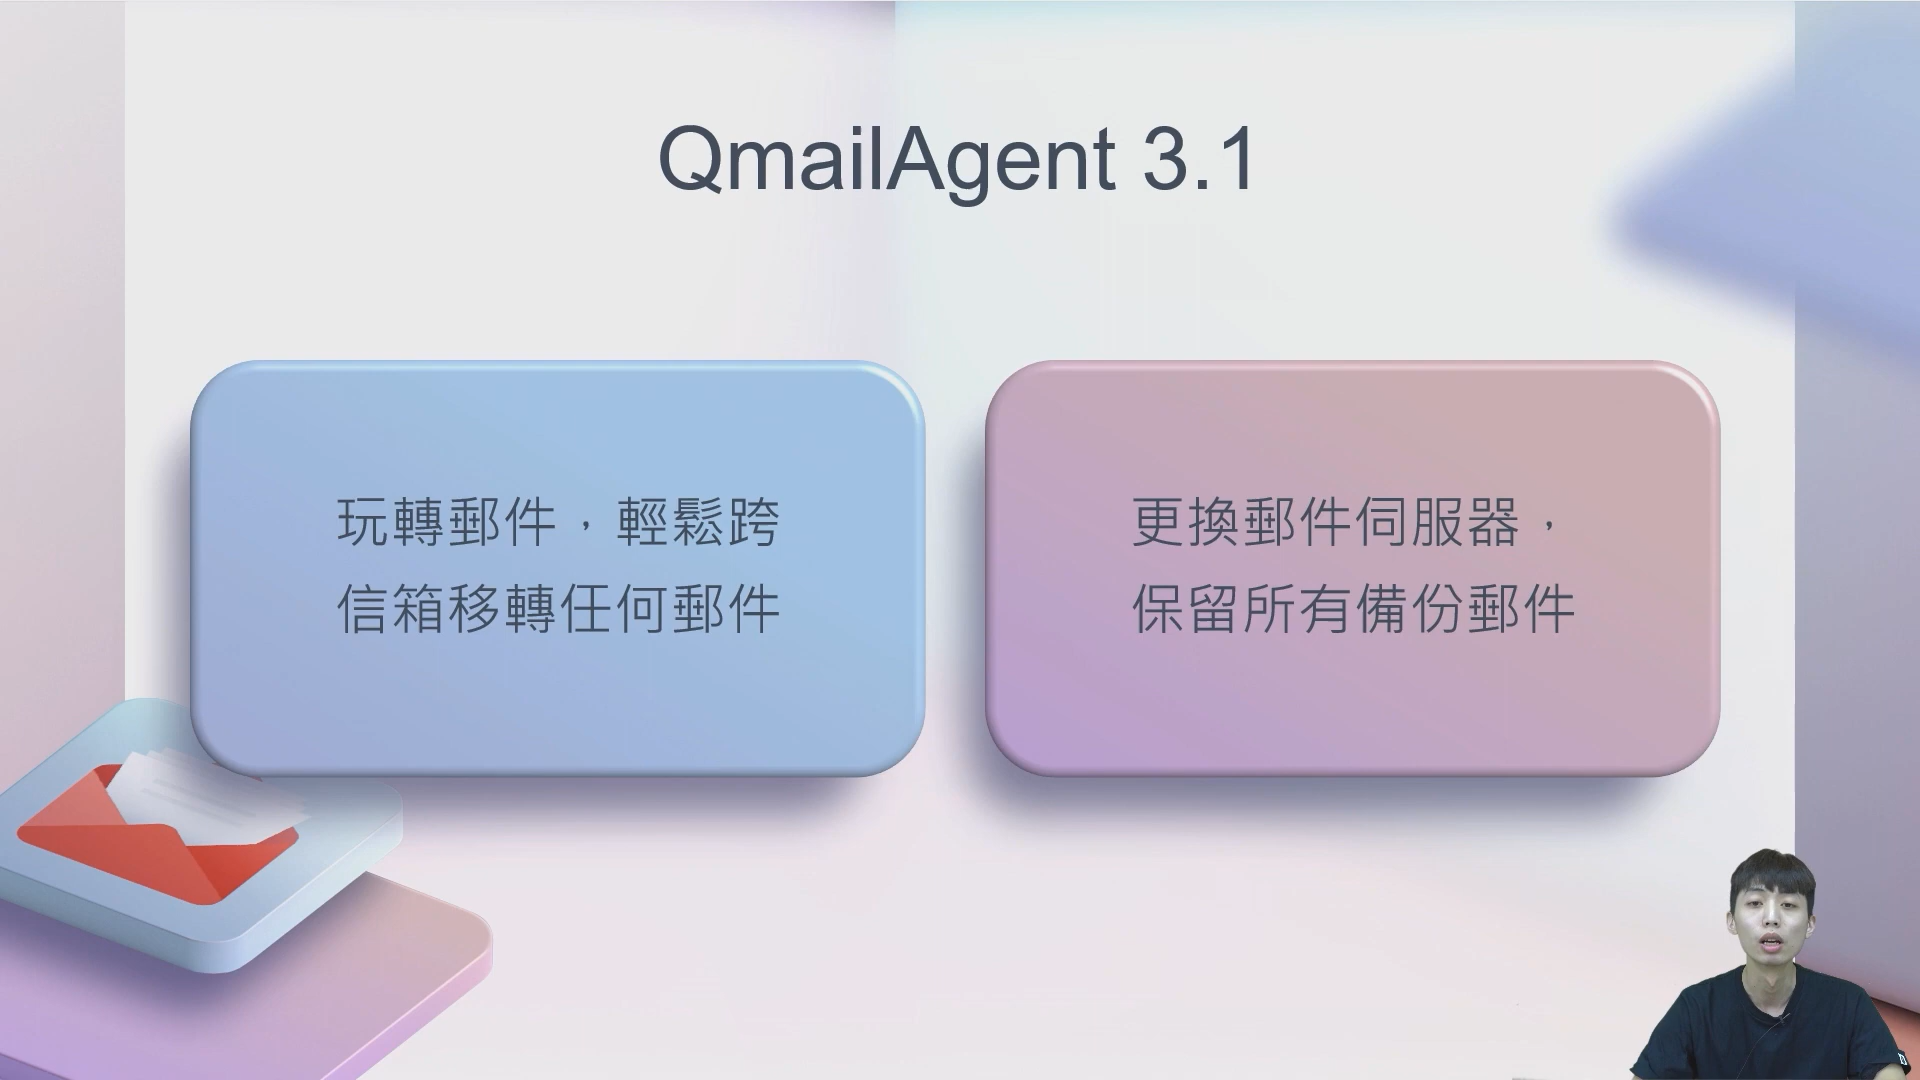 QmailAgent 3.1
玩轉郵件，輕鬆跨
信箱移轉任何郵件
更換郵件伺服器，
保留所有備份郵件